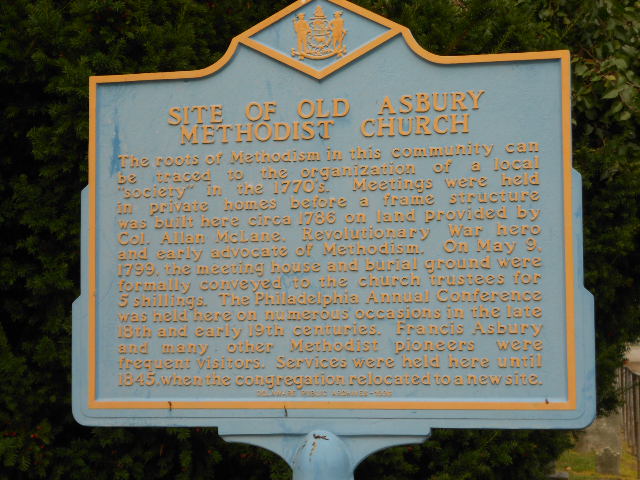 SITE OF OLD ASBURY
METHODIST CHURCH
The roots of Methodism in this community can
be traced to the organization of a local
"society" in the 1770's. Meetings were held
in private homes before a frame structure
was built here circa 1786 on land provided by
Col. Allan McLane, Revolutionary War hero
and early advocate of Methodism. On May 9,
1799, the meeting house and burial ground were
formally conveyed to the church trustees for
5 shillings. The Philadelphia Annual Conference
was held here on numerous occasions in the late
18th and early 19th centuries. Francis Asbury
and many other Methodist pioneers were
frequent visitors. Services were held here until
1845, when the congregation relocated to a new site.
DELAWARE PUBLIC ARCHIVES